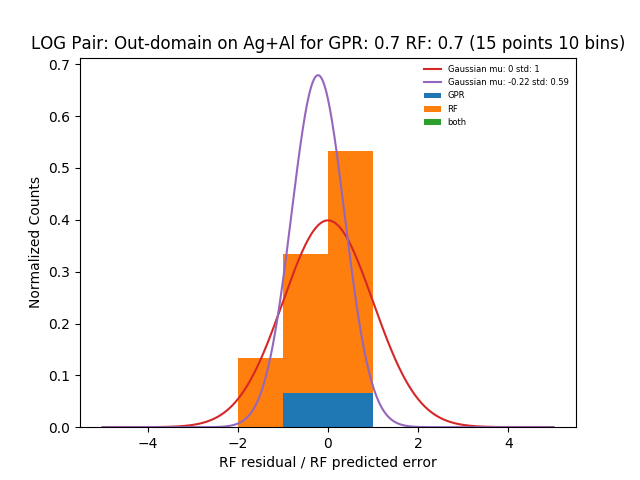 LOG Pair: Out-domain on Ag+Al for GPR: 0.7 RF: 0.7 (15 points 10 bins)
Gaussian mu: 0 std: 1
Gaussian mu: -0.22 std: 0.59
GPR
RF
both
Normalized Counts
0.7
0.6
0.5
0.4
0.3
0.2
0.1
0.0
−4 −2 0 2 4
RF residual / RF predicted error